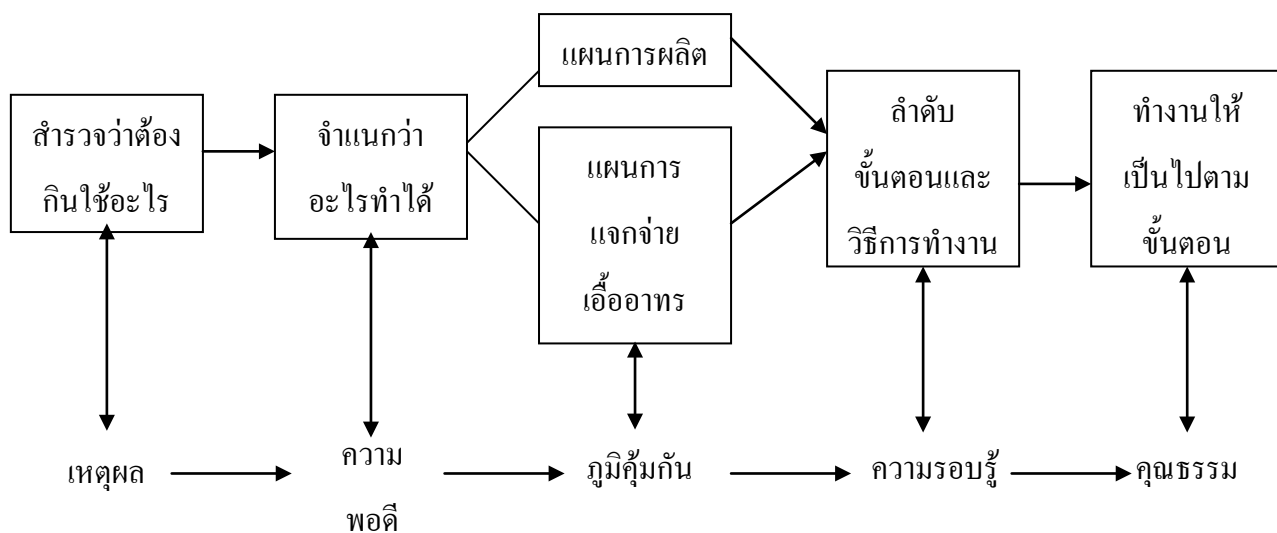 สำรวจว่าต้อง
กินใช้อะไร
จำแนกว่า
อะไรทำได้
แผนการผลิต
แผนการ
แจกจ่าย
เอื้ออาทร
ลำดับ
ขั้นตอนและ
วิธีการทำงาน
ทำงานให้
เป็นไปตาม
ขั้นตอน
เหตุผล
ความ
พอดี
ภูมิคุ้มกัน
ความรอบรู้
คุณธรรม